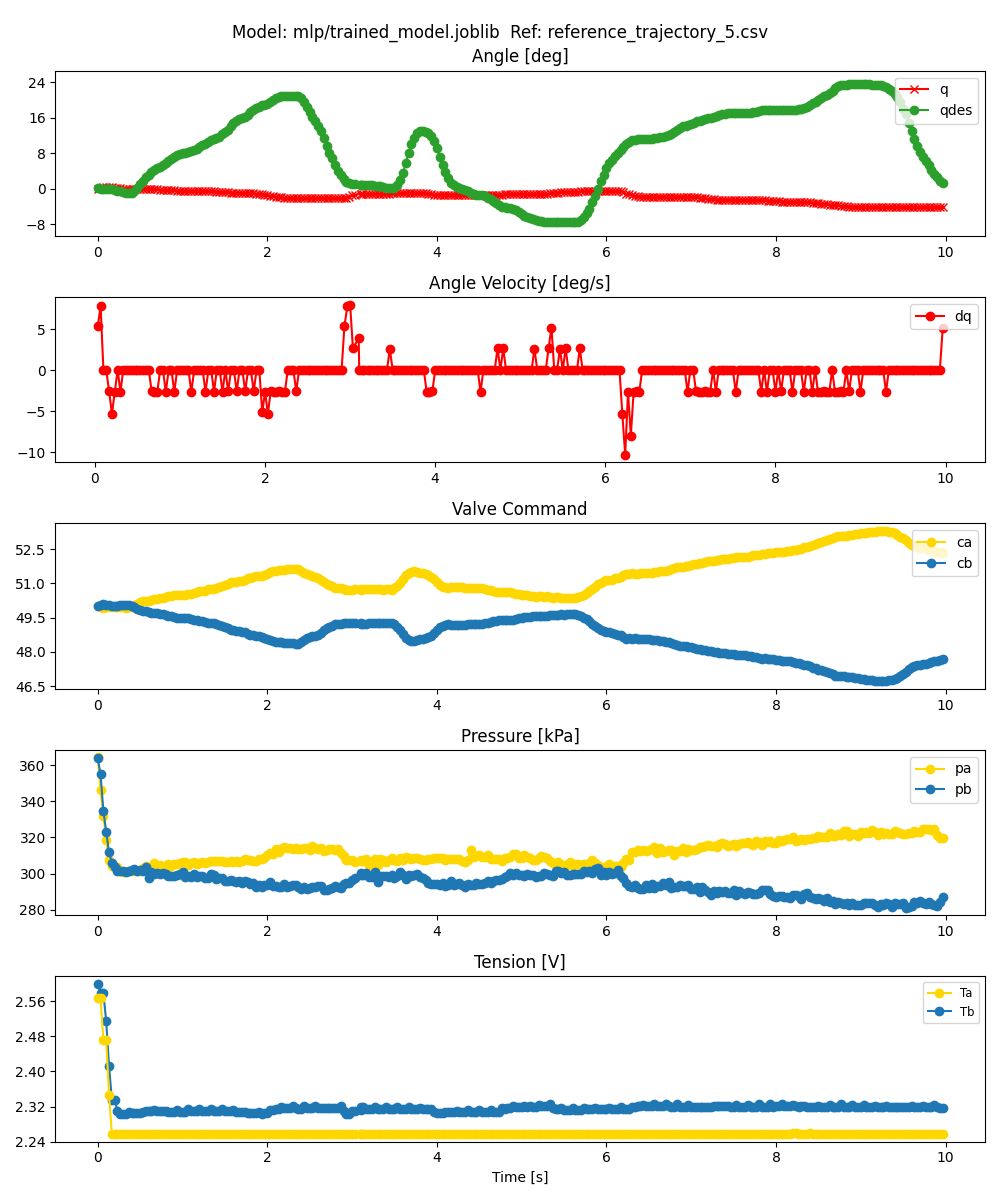 Model: mlp/trained_model.joblib  Ref: reference_trajectory_5.csv
Angle [deg]
24
16
8
0
−8
q
qdes
0 2 4 6 8 10
Angle Velocity [deg/s]
5
0
−5
−10
dq
0 2 4 6 8 10
Valve Command
52.5
51.0
49.5
48.0
46.5
ca
cb
0 2 4 6 8 10
Pressure [kPa]
360
340
320
300
280
pa
pb
0 2 4 6 8 10
Tension [V]
2.56
2.48
2.40
2.32
2.24
Ta
Tb
0 2 4 6 8 10
Time [s]